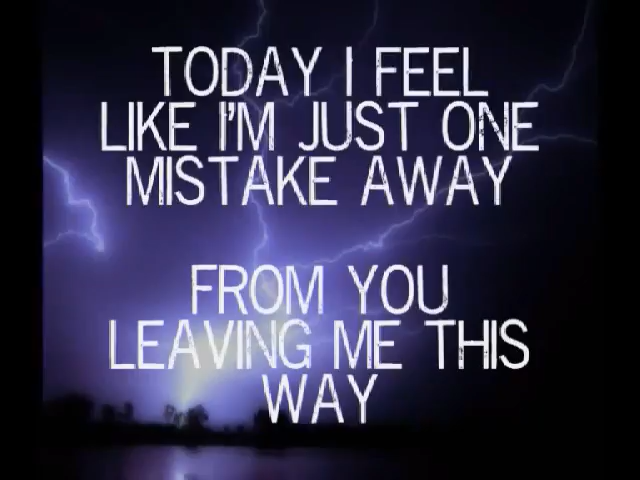 TODAY I FEEL
LIKE I'M JUST ONE
MISTAKE AWAY
FROM YOU
LEAVING ME THIS
WAY